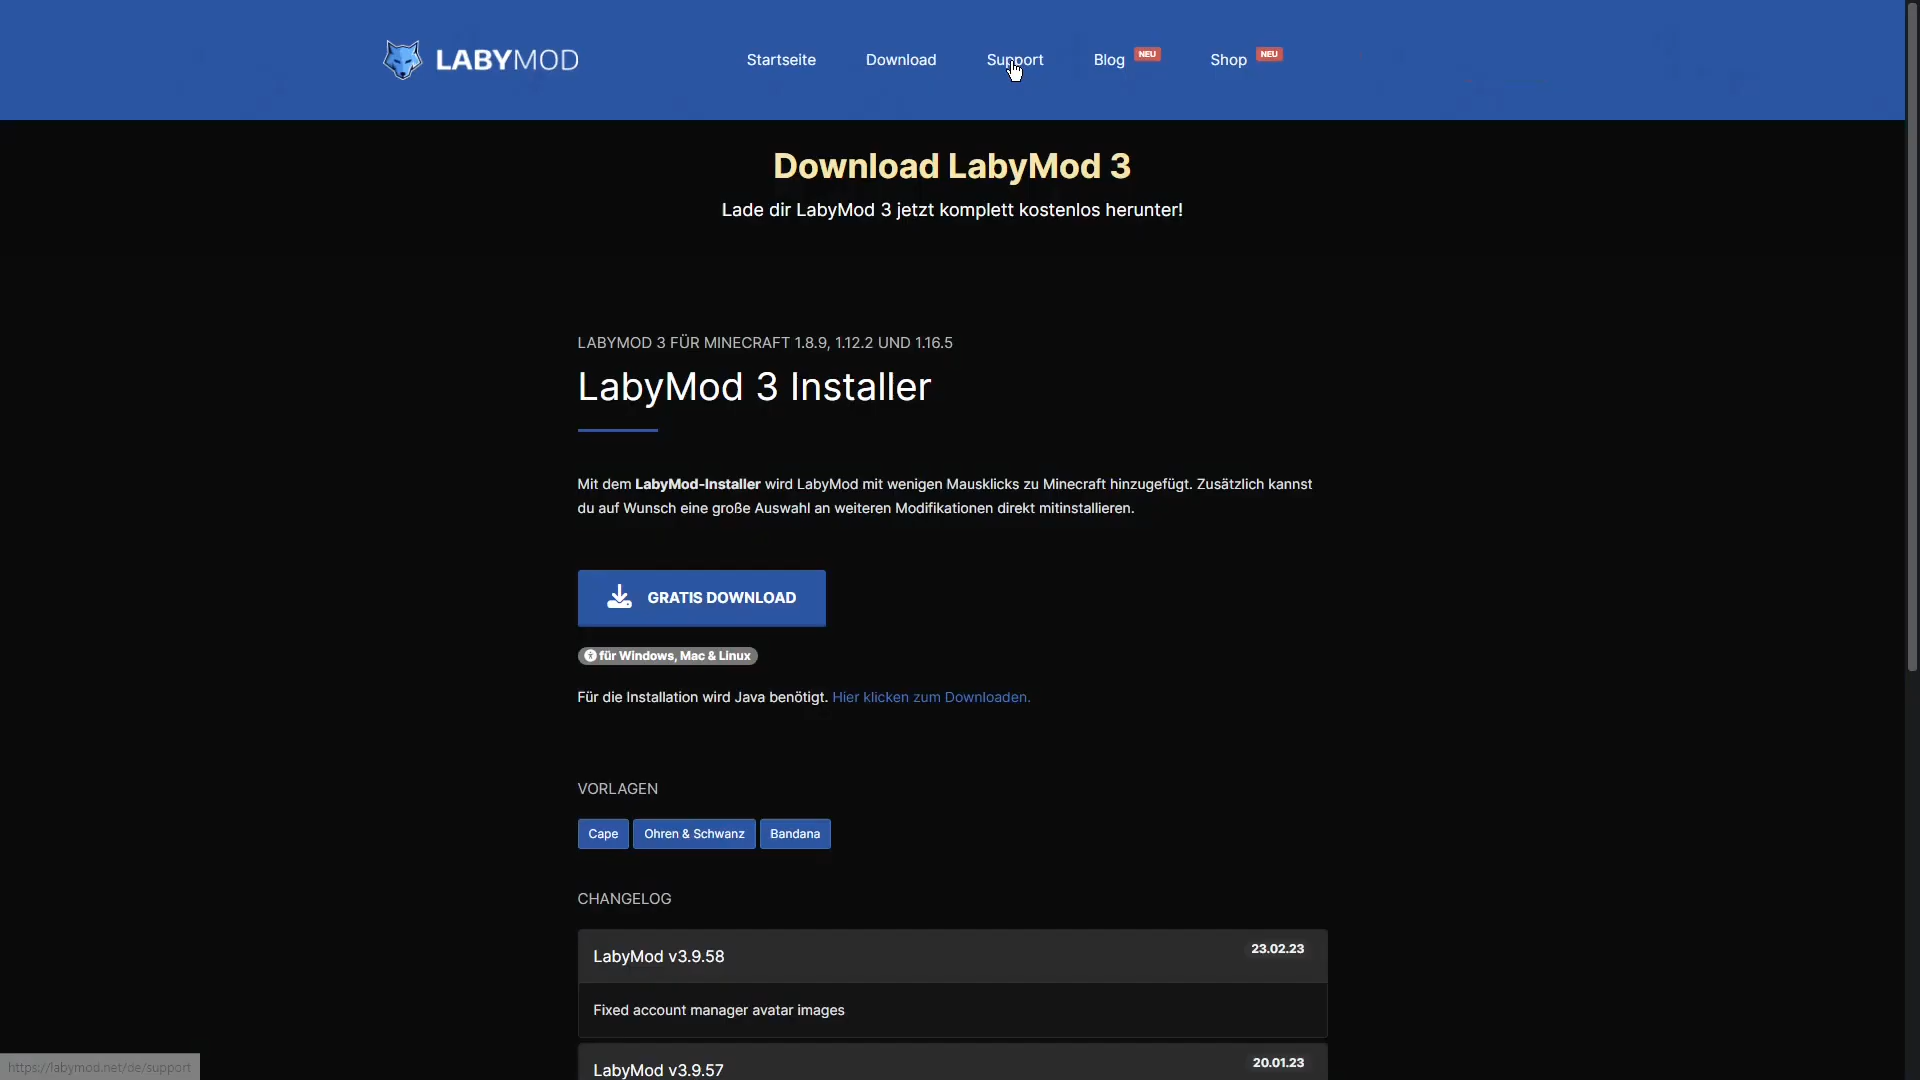 LABYMOD
Startseite
Download
Support
Blog
NEU
Shop
NEU
Download LabyMod 3
Lade dir LabyMod 3 jetzt komplett kostenlos herunter!
LABYMOD 3 FÜR MINECRAFT 1.8.9, 1.12.2 UND 1.16.5
LabyMod 3 Installer
Mit dem LabyMod-Installer wird LabyMod mit wenigen Mausklicks zu Minecraft hinzugefügt. Zusätzlich kannst
du auf Wunsch eine große Auswahl an weiteren Modifikationen direkt mitinstallieren.
GRATIS DOWNLOAD
für Windows, Mac & Linux
Für die Installation wird Java benötigt. Hier klicken zum Downloaden.
VORLAGEN
Cape
Ohren & Schwanz
Bandana
CHANGELOG
LabyMod v3.9.58
23.02.23
Fixed account manager avatar images
LabyMod v3.9.57
20.01.23
https://labymod.net/de/support